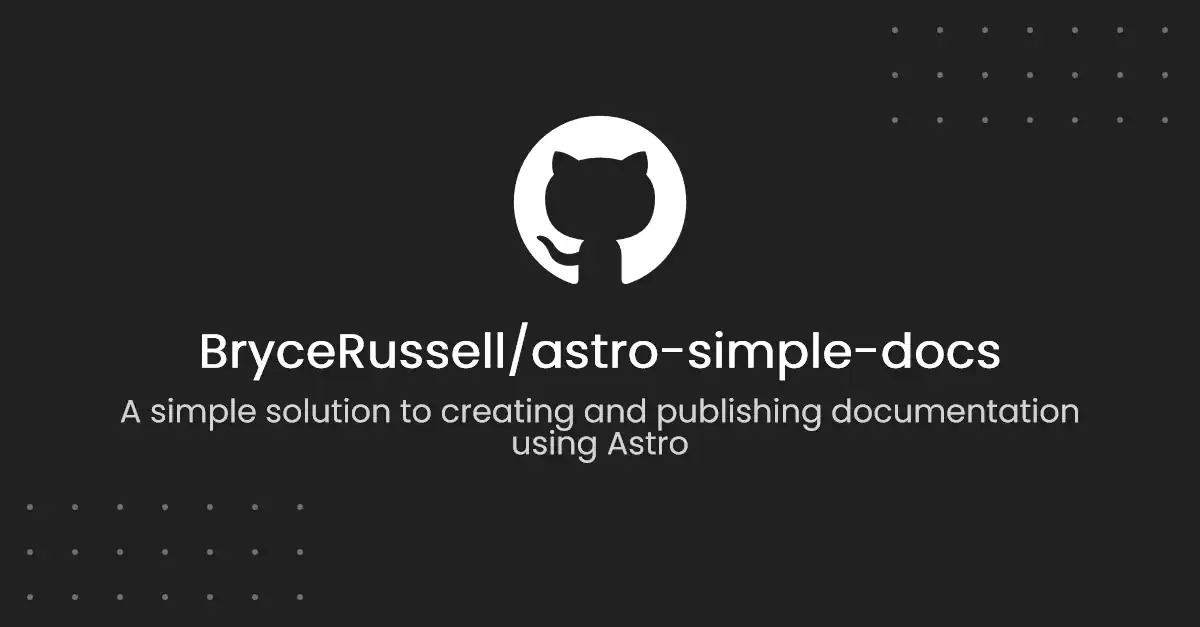 BryceRussell/astro-simple-docs
A simple solution to creating and publishing documentation
using Astro